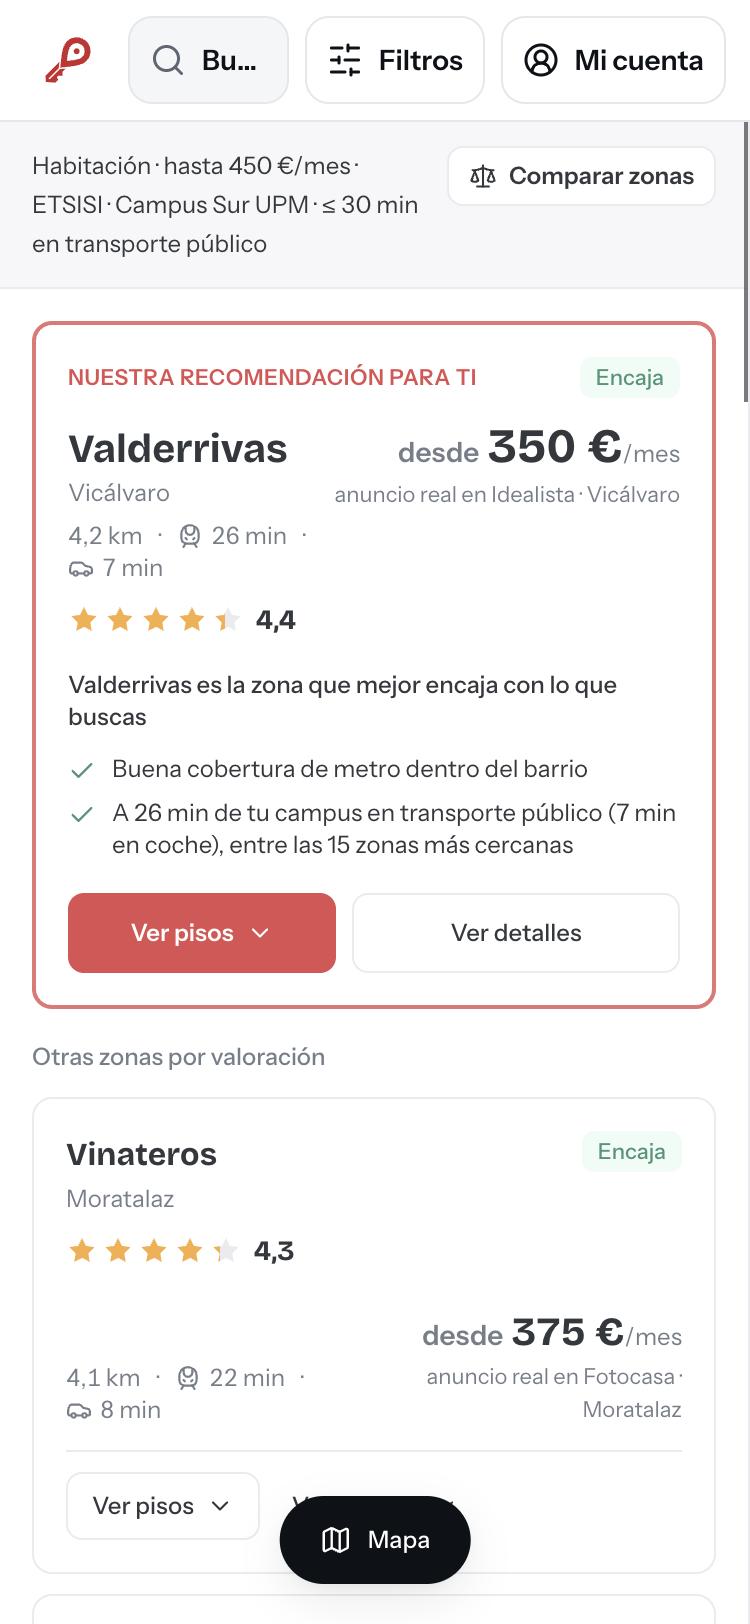 Bu...
Filtros
Mi cuenta
Habitación · hasta 450 €/mes ·
ETSISI · Campus Sur UPM · ≤ 30 min
en transporte público
Comparar zonas
NUESTRA RECOMENDACIÓN PARA TI
Encaja
Valderrivas
desde 350 €/mes
Vicálvaro
anuncio real en Idealista · Vicálvaro
4,2 km · 26 min ·
7 min
4,4
Valderrivas es la zona que mejor encaja con lo que
buscas
Buena cobertura de metro dentro del barrio
A 26 min de tu campus en transporte público (7 min
en coche), entre las 15 zonas más cercanas
Ver pisos
Ver detalles
Otras zonas por valoración
Vinateros
Encaja
Moratalaz
4,3
desde 375 €/mes
4,1 km · 22 min ·
8 min
anuncio real en Fotocasa ·
Moratalaz
Ver pisos
Mapa